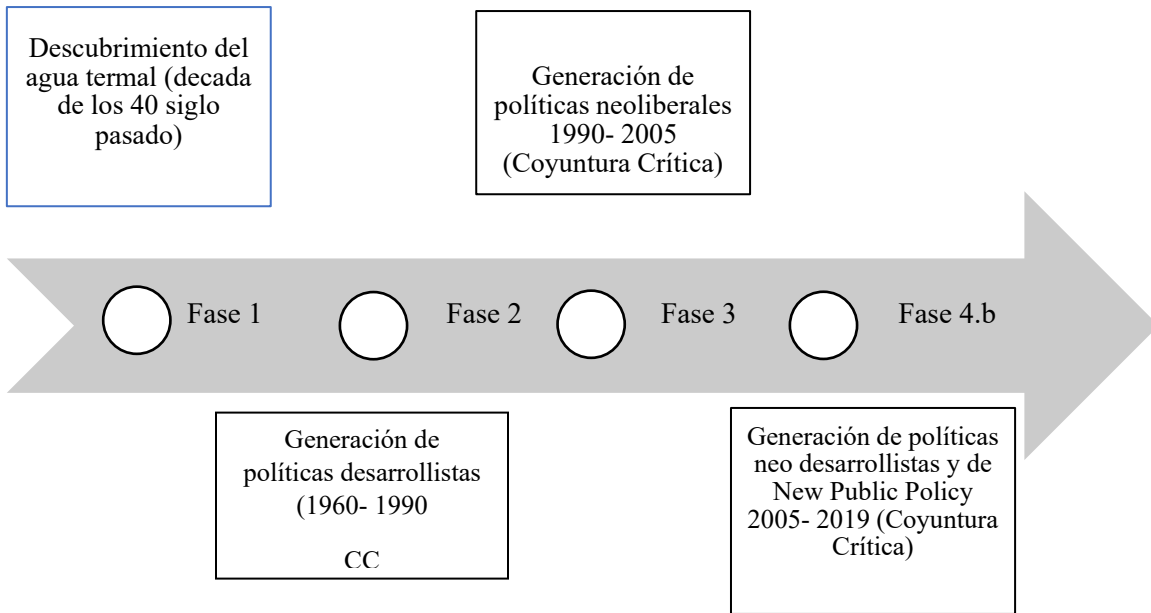 Descubrimiento del
agua termal (decada
de los 40 siglo
pasado)
Generación de
políticas neoliberales
1990- 2005
(Coyuntura Crítica)
Fase 1
Fase 2
Fase 3
Fase 4.b
Generación de
políticas desarrollistas
(1960- 1990
CC
Generación de políticas
neo desarrollistas y de
New Public Policy
2005- 2019 (Coyuntura
Crítica)